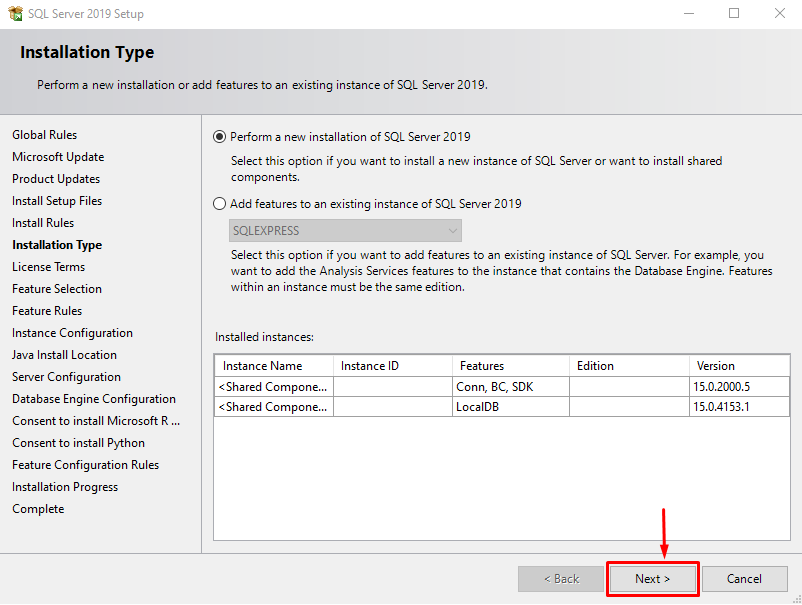 SQL Server 2019 Setup
Installation Type
Perform a new installation or add features to an existing instance of SQL Server 2019.
Global Rules
Microsoft Update
Product Updates
Install Setup Files
Install Rules
Installation Type
License Terms
Feature Selection
Feature Rules
Instance Configuration
Java Install Location
Server Configuration
Database Engine Configuration
Consent to install Microsoft R ...
Consent to install Python
Feature Configuration Rules
Installation Progress
Complete
Perform a new installation of SQL Server 2019
Select this option if you want to install a new instance of SQL Server or want to install shared
components.
Add features to an existing instance of SQL Server 2019
SQLEXPRESS
Select this option if you want to add features to an existing instance of SQL Server. For example, you
want to add the Analysis Services features to the instance that contains the Database Engine. Features
within an instance must be the same edition.
Installed instances:
Instance Name Instance ID Features Edition Version
<Shared Compone... Conn, BC, SDK 15.0.2000.5
<Shared Compone... LocalDB 15.0.4153.1
< Back Next > Cancel